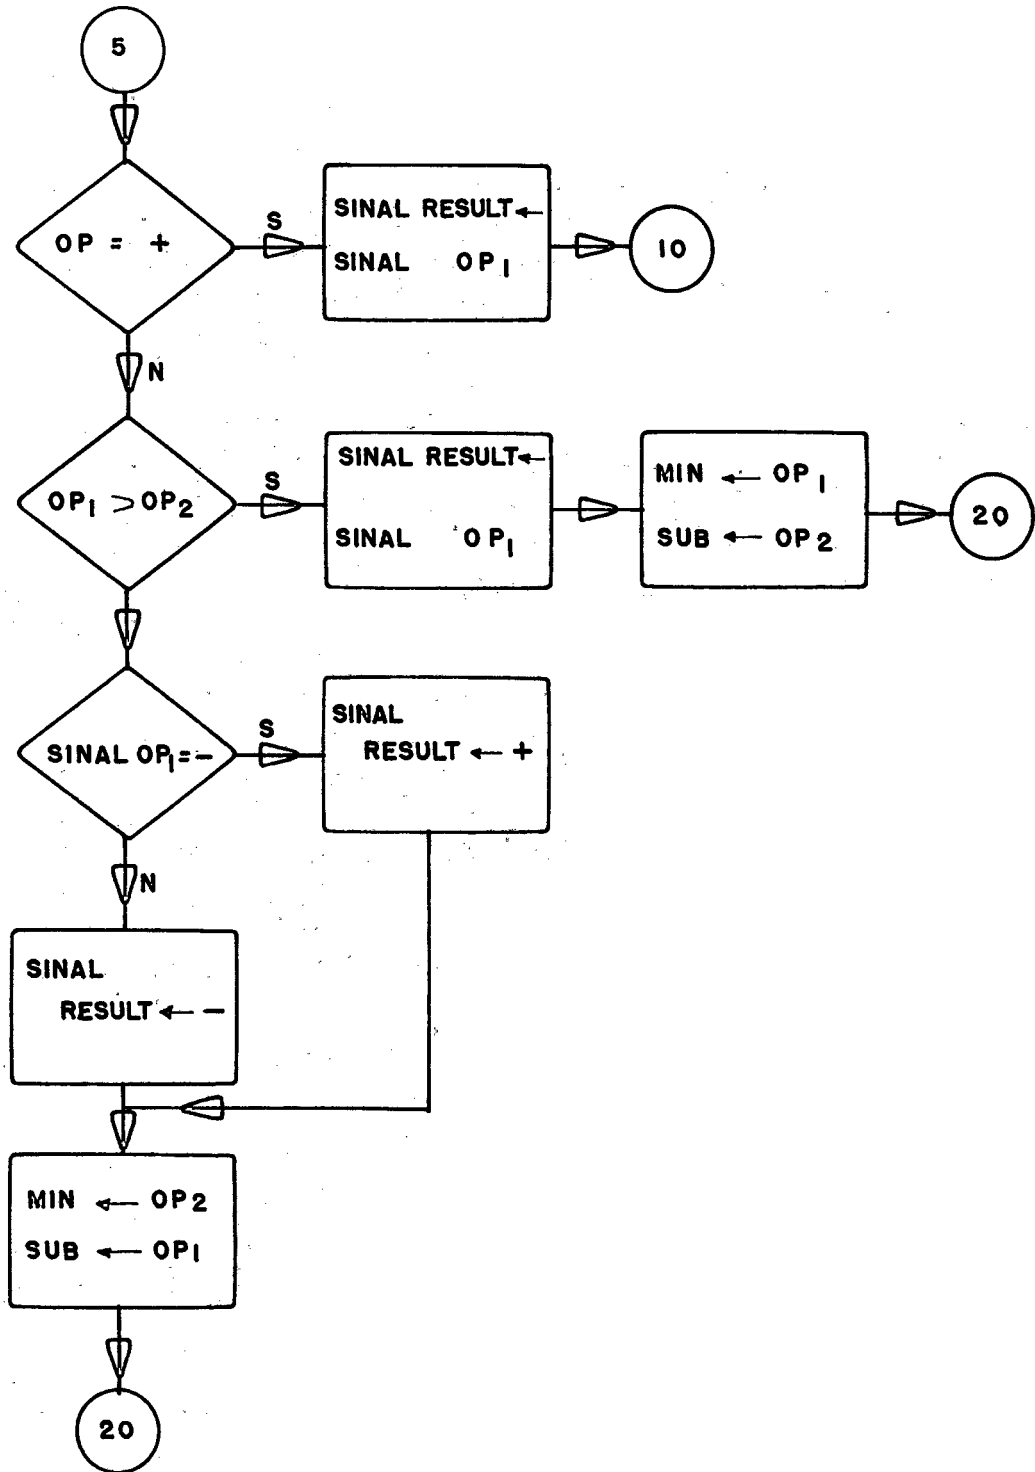 5
OP = +
S
SINAL RESULT←
SINAL OP1
10
N
OP1 > OP2
S
SINAL RESULT←
SINAL OP1
MIN ← OP1
SUB ← OP2
20
SINAL OP1=-
S
SINAL
RESULT ← +
N
SINAL
RESULT ← -
MIN ← OP2
SUB ← OP1
20